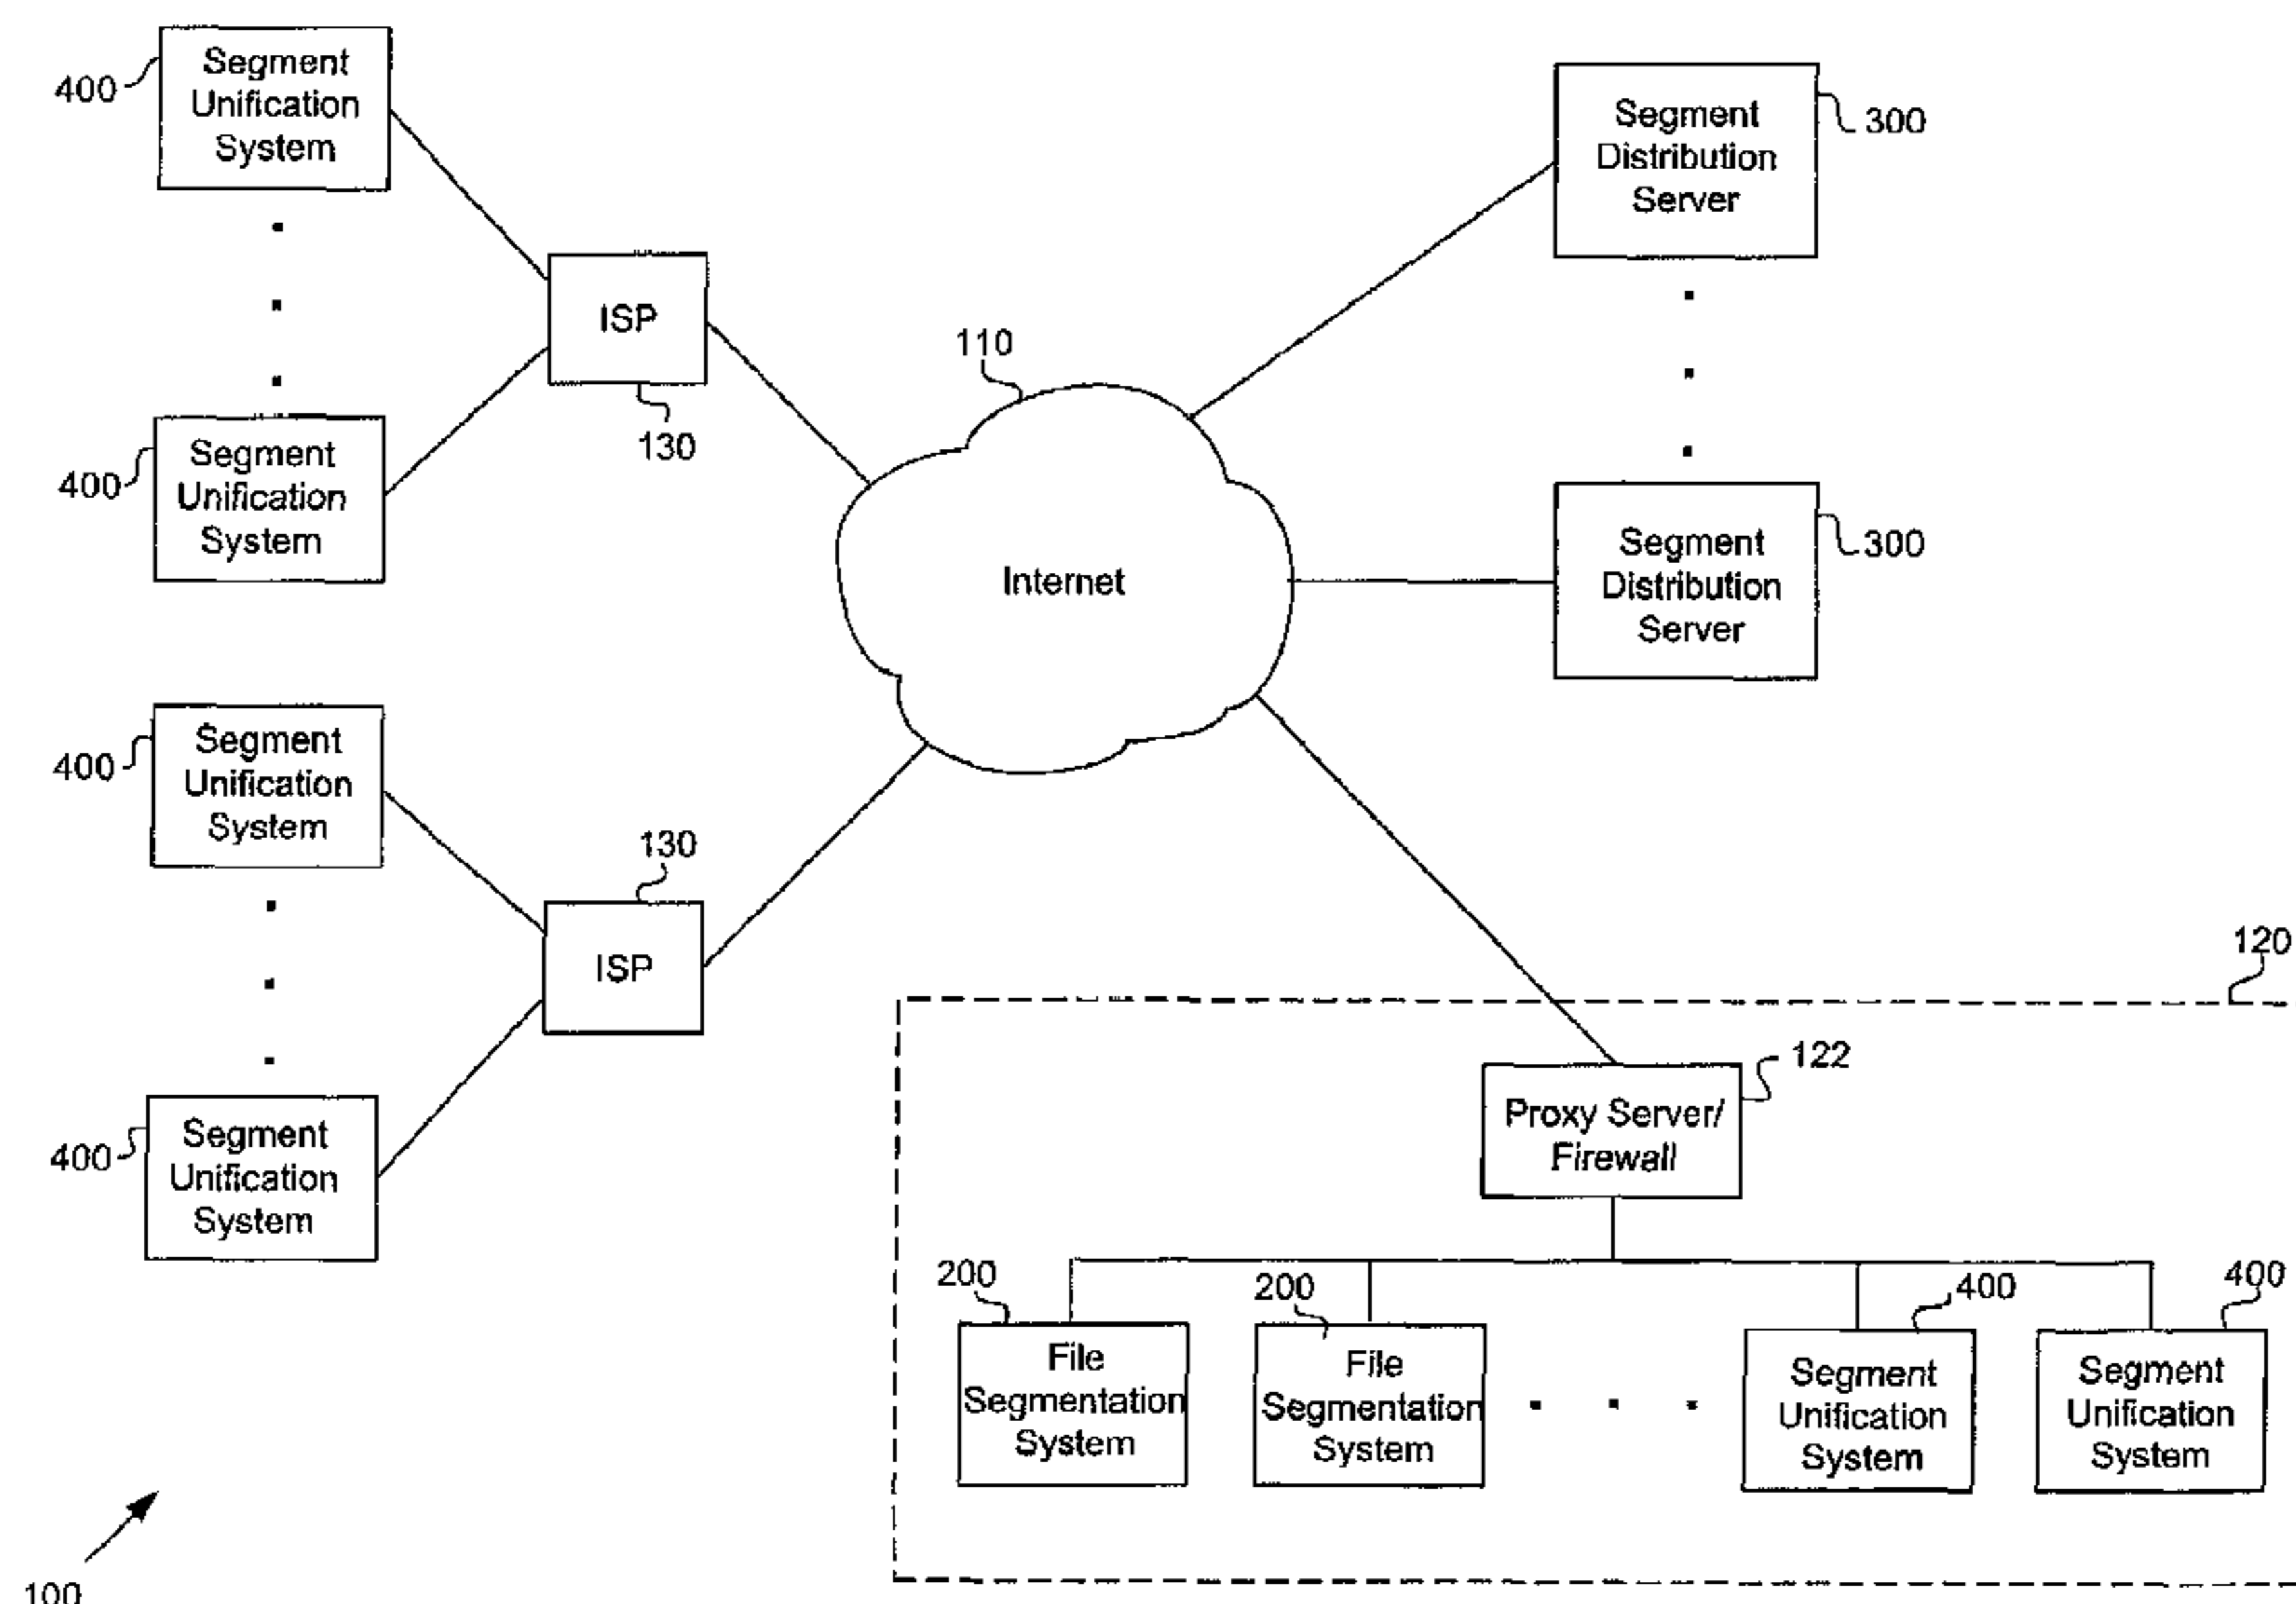 400
Segment
Unification
System
400
Segment
Unification
System
ISP
130
110
Internet
Segment
Distribution
Server
300
Segment
Distribution
Server
300
400
Segment
Unification
System
400
Segment
Unification
System
130
ISP
120
122
Proxy Server/
Firewall
200
File
Segmentation
System
200
File
Segmentation
System
400
Segment
Unification
System
400
Segment
Unification
System
100